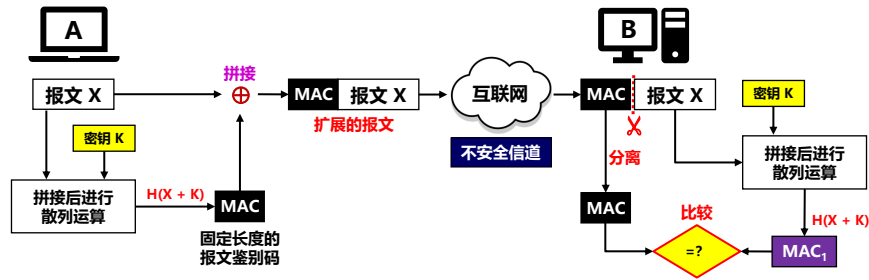 A
B
拼接
报文 X
MAC
报文 X
扩展的报文
互联网
不安全信道
MAC
报文 X
分离
密钥 K
密钥 K
拼接后进行
散列运算
H(X + K)
MAC
固定长度的
报文鉴别码
拼接后进行
散列运算
H(X + K)
MAC
比较
=?
MAC₁